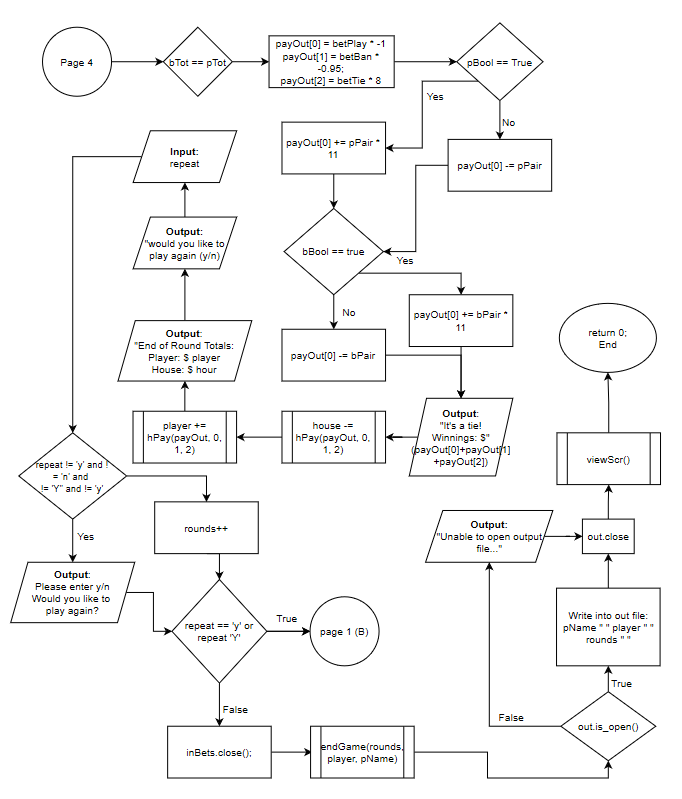 Page 4
bTot == pTot
payOut[0] = betPlay * -1
payOut[1] = betBan *
-0.95;
payOut[2] = betTie * 8
pBool == True
Yes
No
payOut[0] += pPair *
11
payOut[0] -= pPair
Input:
repeat
Output:
"would you like to
play again (y/n)
bBool == true
Yes
No
payOut[0] += bPair *
11
payOut[0] -= bPair
return 0;
End
Output:
"End of Round Totals:
Player: $ player
House: $ hour
player +=
hPay(payOut, 0,
1, 2)
house -=
hPay(payOut, 0,
1, 2)
Output:
"It's a tie!
Winnings: $"
(payOut[0]+payOut[1]
+payOut[2])
viewScr()
repeat != 'y' and !
= 'n' and
!= 'Y" and != 'y'
Yes
rounds++
Output:
"Unable to open output
file..."
out.close
Output:
Please enter y/n
Would you like to
play again?
repeat == 'y' or
repeat 'Y'
True
page 1 (B)
Write into out file:
pName " " player " "
rounds " "
True
False
False
out.is_open()
inBets.close();
endGame(rounds,
player, pName)